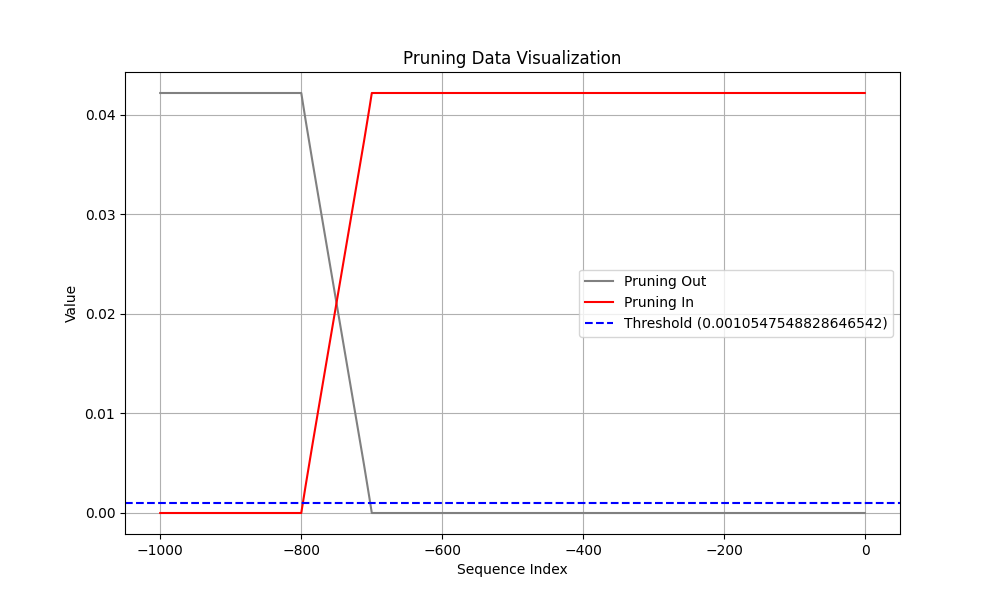 Pruning Data Visualization
Value
0.04
0.03
0.02
0.01
0.00
Pruning Out
Pruning In
Threshold (0.0010547548828646542)
−1000 −800 −600 −400 −200 0
Sequence Index